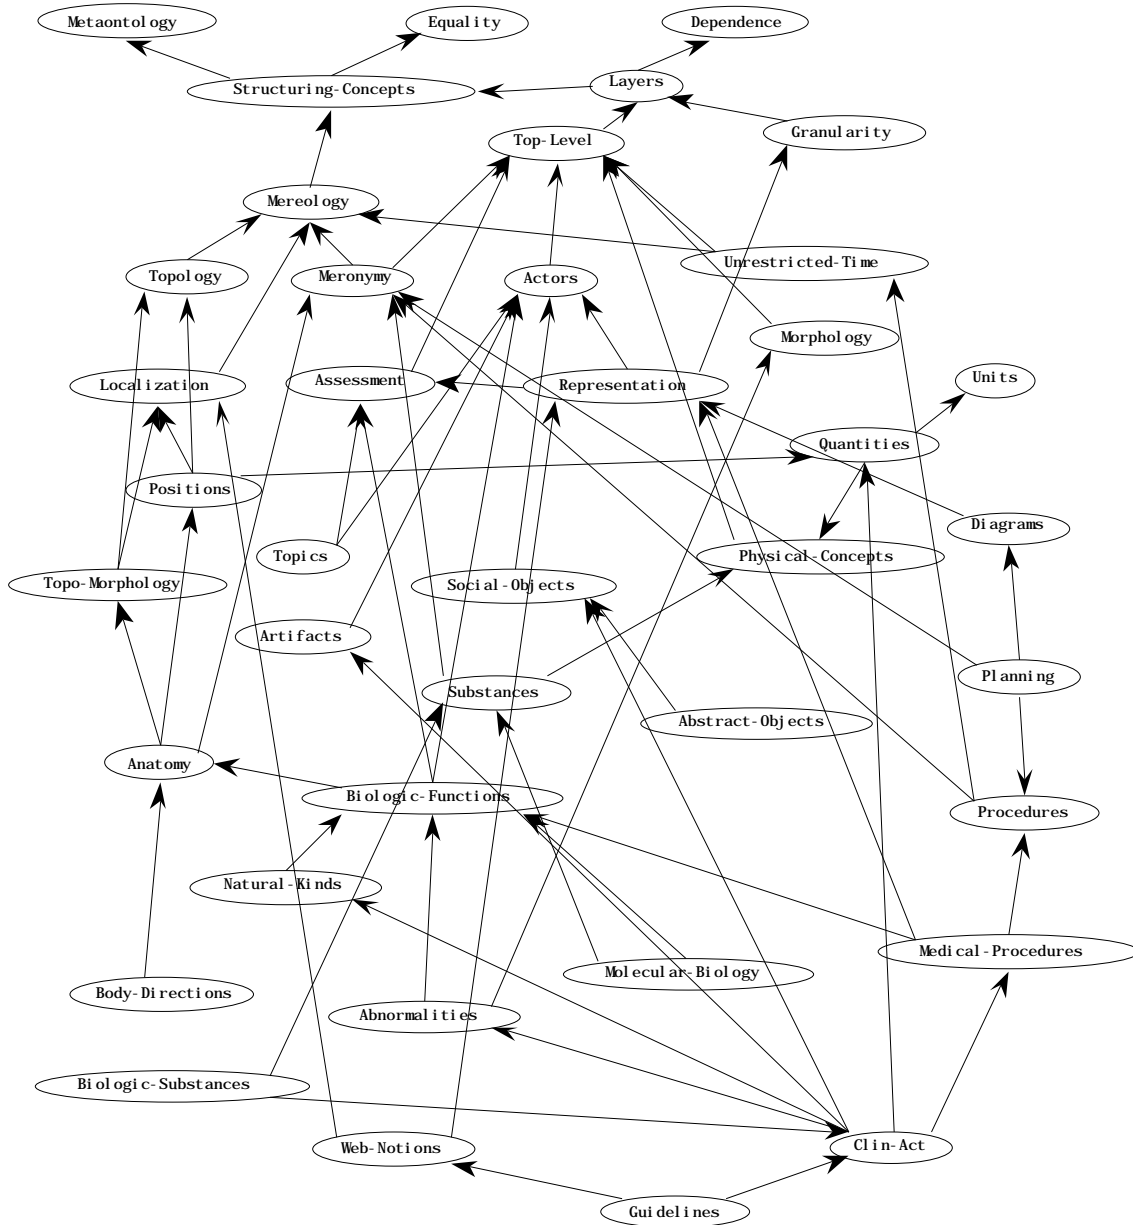 Metaontology
Equality
Dependence
Structuring-Concepts
Layers
Top-Level
Granularity
Mereology
Topology
Meronymy
Actors
Unrestricted-Time
Morphology
Localization
Assessment
Representation
Units
Quantities
Positions
Diagrams
Topics
Physical-Concepts
Topo-Morphology
Social-Objects
Artifacts
Substances
Planning
Abstract-Objects
Anatomy
Biologic-Functions
Procedures
Natural-Kinds
Medical-Procedures
Molecular-Biology
Body-Directions
Abnormalities
Biologic-Substances
Web-Notions
Clin-Act
Guidelines